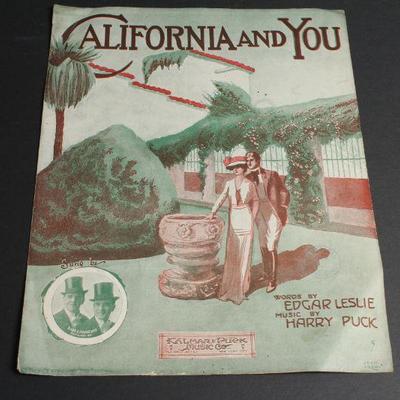 CALIFORNIA AND YOU
Sung by
WORDS BY
EDGAR LESLIE
MUSIC BY
HARRY PUCK
KALMAR & PUCK
MUSIC CO